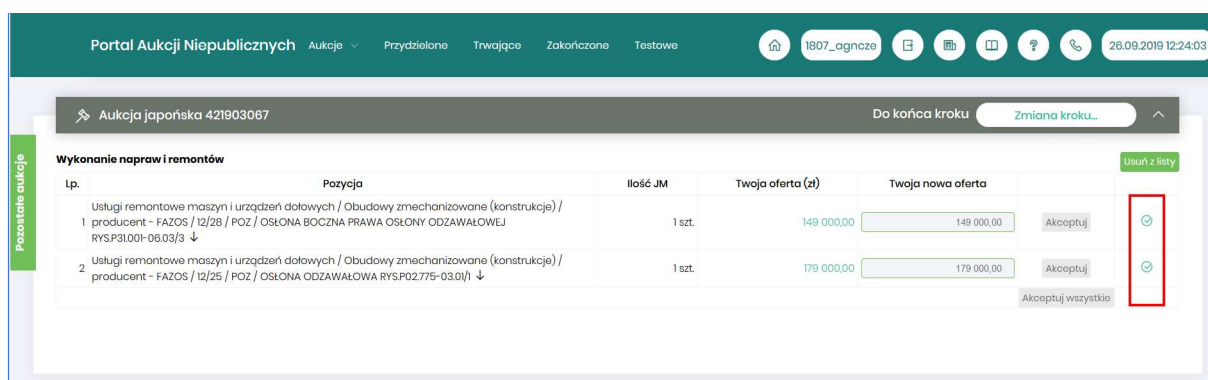 Portal Aukcji Niepublicznych Aukcje Przydzielone Trwające Zakończone Testowe 1807_agncze ? 26.09.2019 12:24:03
Aukcja japońska 421903067 Do końca kroku Zmiana kroku...
Pozostałe aukcje
Wykonanie napraw i remontów Usuń z listy
Lp. Pozycja Ilość JM Twoja oferta (zł) Twoja nowa oferta
Usługi remontowe maszyn i urządzeń dołowych / Obudowy zmechanizowane (konstrukcje) /
1 producent - FAZOS / 12/28 / POZ / OSŁONA BOCZNA PRAWA OSŁONY ODZAWAŁOWEJ 1 szt. 149 000,00 149 000,00 Akceptuj
RYS.P31.001-06.03/3 ↓
Usługi remontowe maszyn i urządzeń dołowych / Obudowy zmechanizowane (konstrukcje) /
2 producent - FAZOS / 12/25 / POZ / OSŁONA ODZAWAŁOWA RYS.P02.775-03.01/1 ↓ 1 szt. 179 000,00 179 000,00 Akceptuj
Akceptuj wszystkie